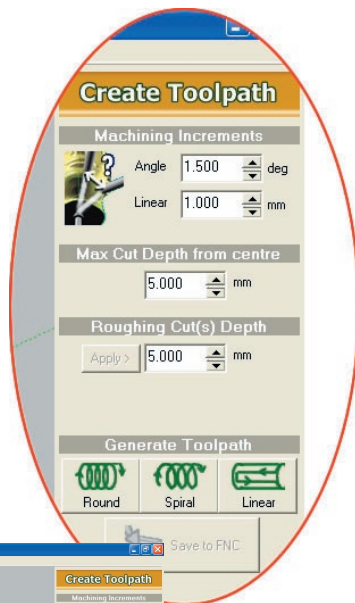 Create Toolpath
Machining Increments
?
Angle 1.500 deg
Linear 1.000 mm
Max Cut Depth from centre
5.000 mm
Roughing Cut(s) Depth
Apply > 5.000 mm
Generate Toolpath
Round Spiral Linear
Save to FNC
Create Toolpath
Machining Increments